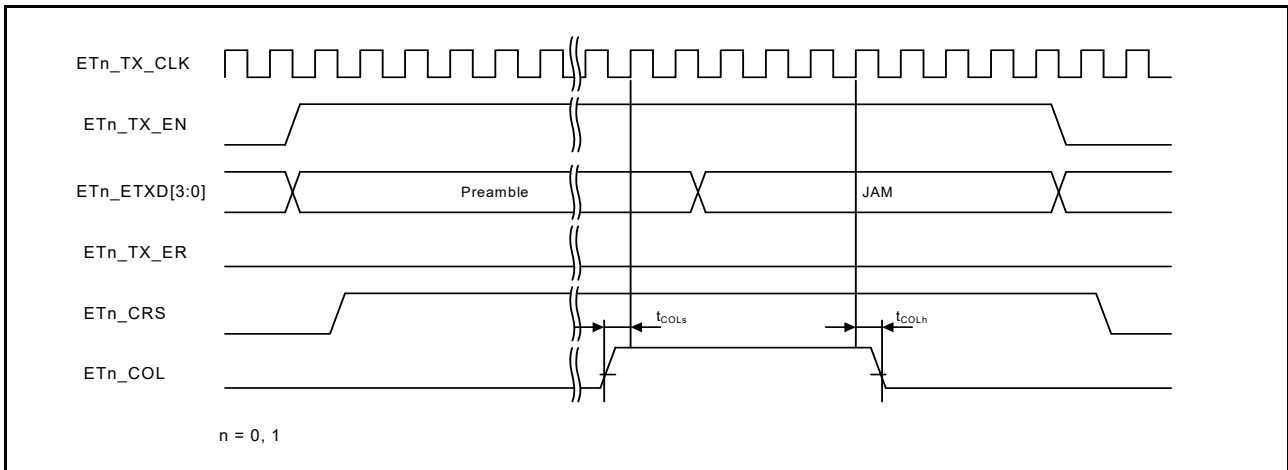 ETn_TX_CLK
ETn_TX_EN
ETn_ETXD[3:0]
Preamble
JAM
ETn_TX_ER
ETn_CRS
tCOLs
tCOLh
ETn_COL
n = 0, 1